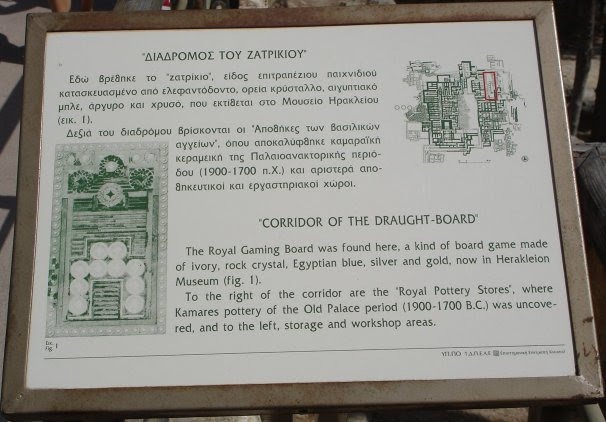 "ΔΙΑΔΡΟΜΟΣ ΤΟΥ ΖΑΤΡΙΚΙΟΥ"
Εδώ βρέθηκε το "ζατρίκιο", είδος επιτραπέζιου παιχνιδιού
κατασκευασμένο από ελεφαντόδοντο, ορεία κρύσταλλο, αιγυπτιακό
μπλε, άργυρο και χρυσό, που εκτίθεται στο Μουσείο Ηρακλείου
(εικ. 1).
Δεξιά του διαδρόμου βρίσκονται οι "Αποθήκες των βασιλικών
αγγείων", όπου αποκαλύφθηκε καμαραϊκή
κεραμεική της Παλαιοανακτορικής περιό-
δου (1900-1700 π.Χ.) και αριστερά απο-
θηκευτικοί και εργαστηριακοί χώροι.
"CORRIDOR OF THE DRAUGHT-BOARD"
The Royal Gaming Board was found here, a kind of board game made
of ivory, rock crystal, Egyptian blue, silver and gold, now in Herakleion
Museum (fig. 1).
To the right of the corridor are the "Royal Pottery Stores", where
Kamares pottery of the Old Palace period (1900-1700 B.C.) was uncove-
red, and to the left, storage and workshop areas.
Εικ.
Fig. 1